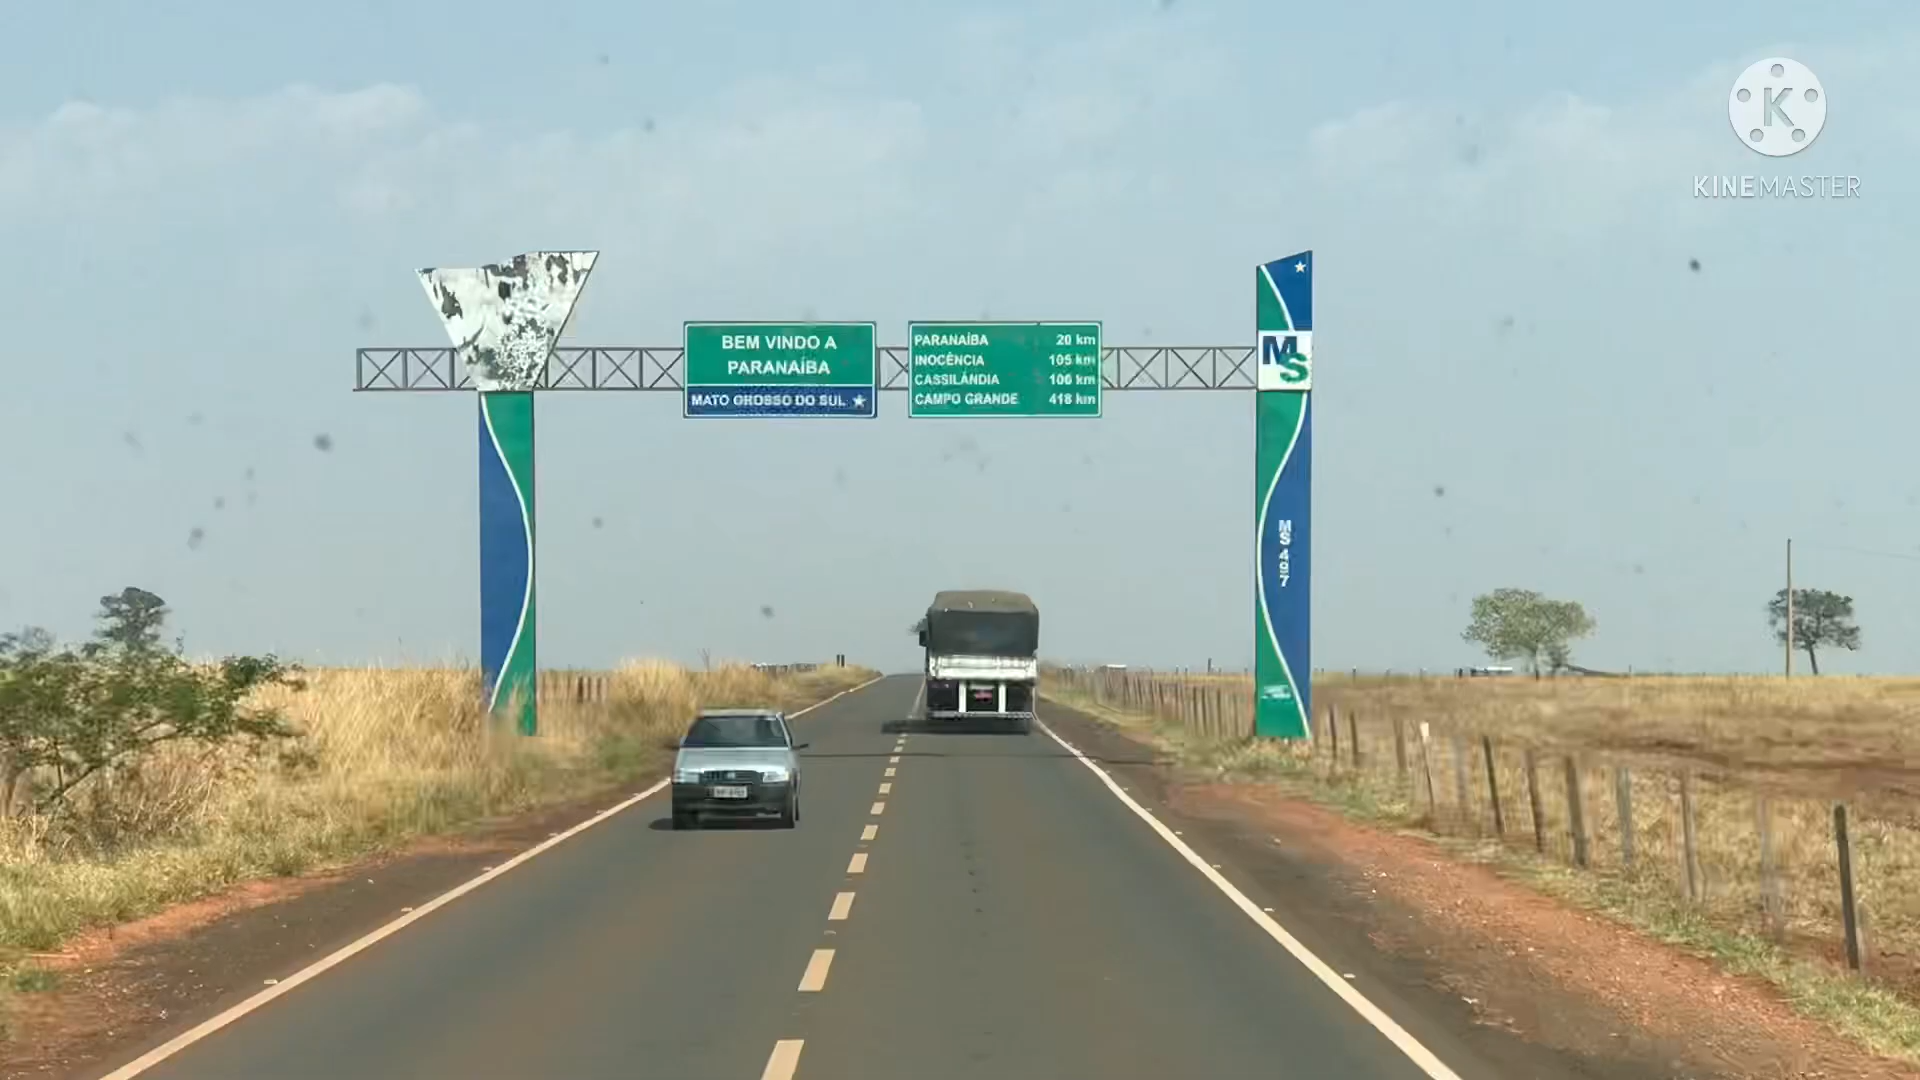 K
KINEMASTER
BEM VINDO A
PARANAÍBA
MATO GROSSO DO SUL
PARANAÍBA 20 km
INOCÊNCIA 105 km
CASSILÂNDIA 106 km
CAMPO GRANDE 418 km
MS
MS 497